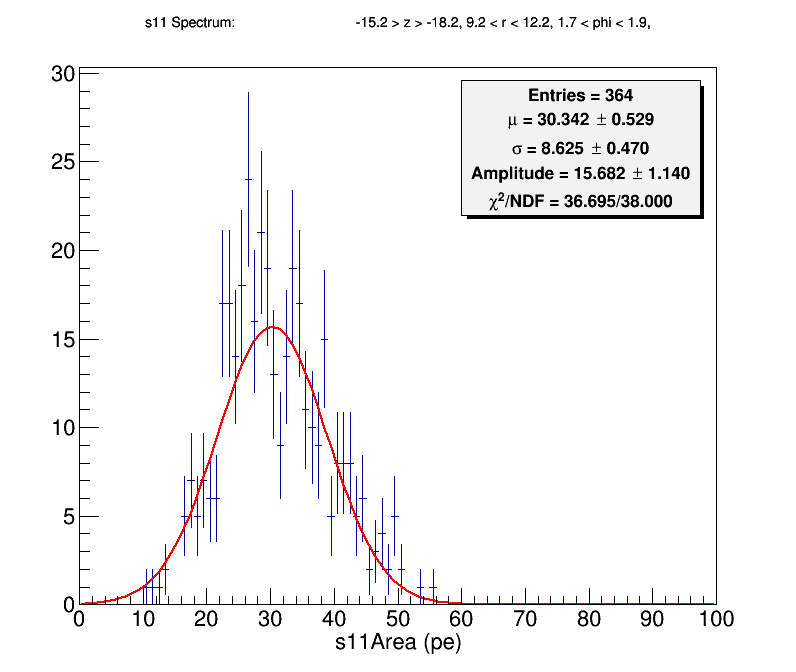 s11 Spectrum: -15.2 > z > -18.2, 9.2 < r < 12.2, 1.7 < phi < 1.9,
Entries = 364
μ = 30.342 ± 0.529
σ = 8.625 ± 0.470
Amplitude = 15.682 ± 1.140
χ²/NDF = 36.695/38.000
30
25
20
15
10
5
0
0 10 20 30 40 50 60 70 80 90 100
s11Area (pe)